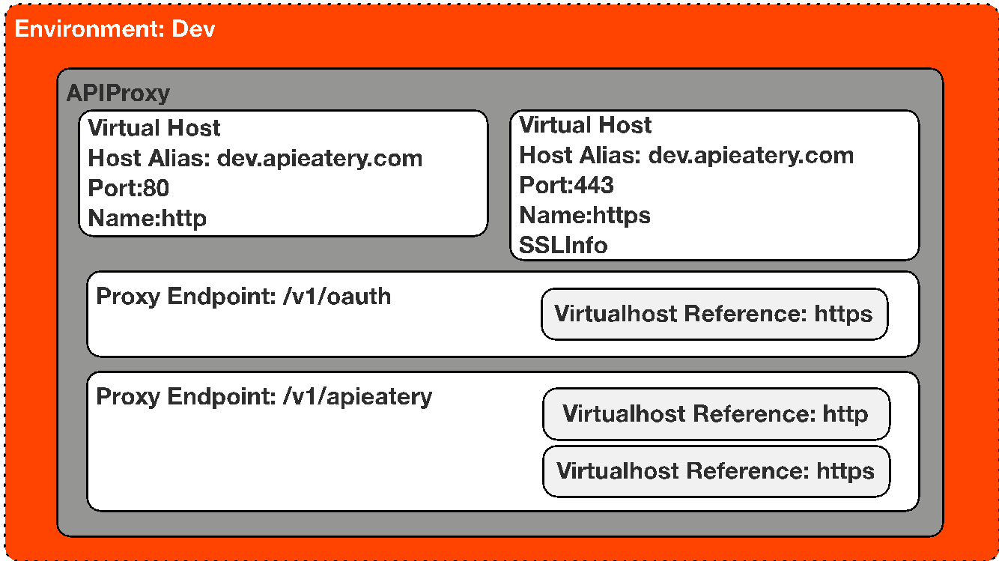 Environment: Dev
APIProxy
Virtual Host
Host Alias: dev.apieatery.com
Port:80
Name:http
Virtual Host
Host Alias: dev.apieatery.com
Port:443
Name:https
SSLInfo
Proxy Endpoint: /v1/oauth
Virtualhost Reference: https
Proxy Endpoint: /v1/apieatery
Virtualhost Reference: http
Virtualhost Reference: https